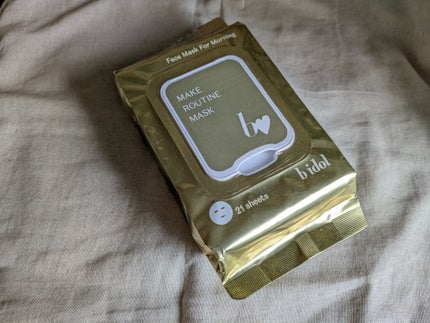 Face Mask For Morning
MAKE
ROUTINE
MASK
b
b idol
21 sheets